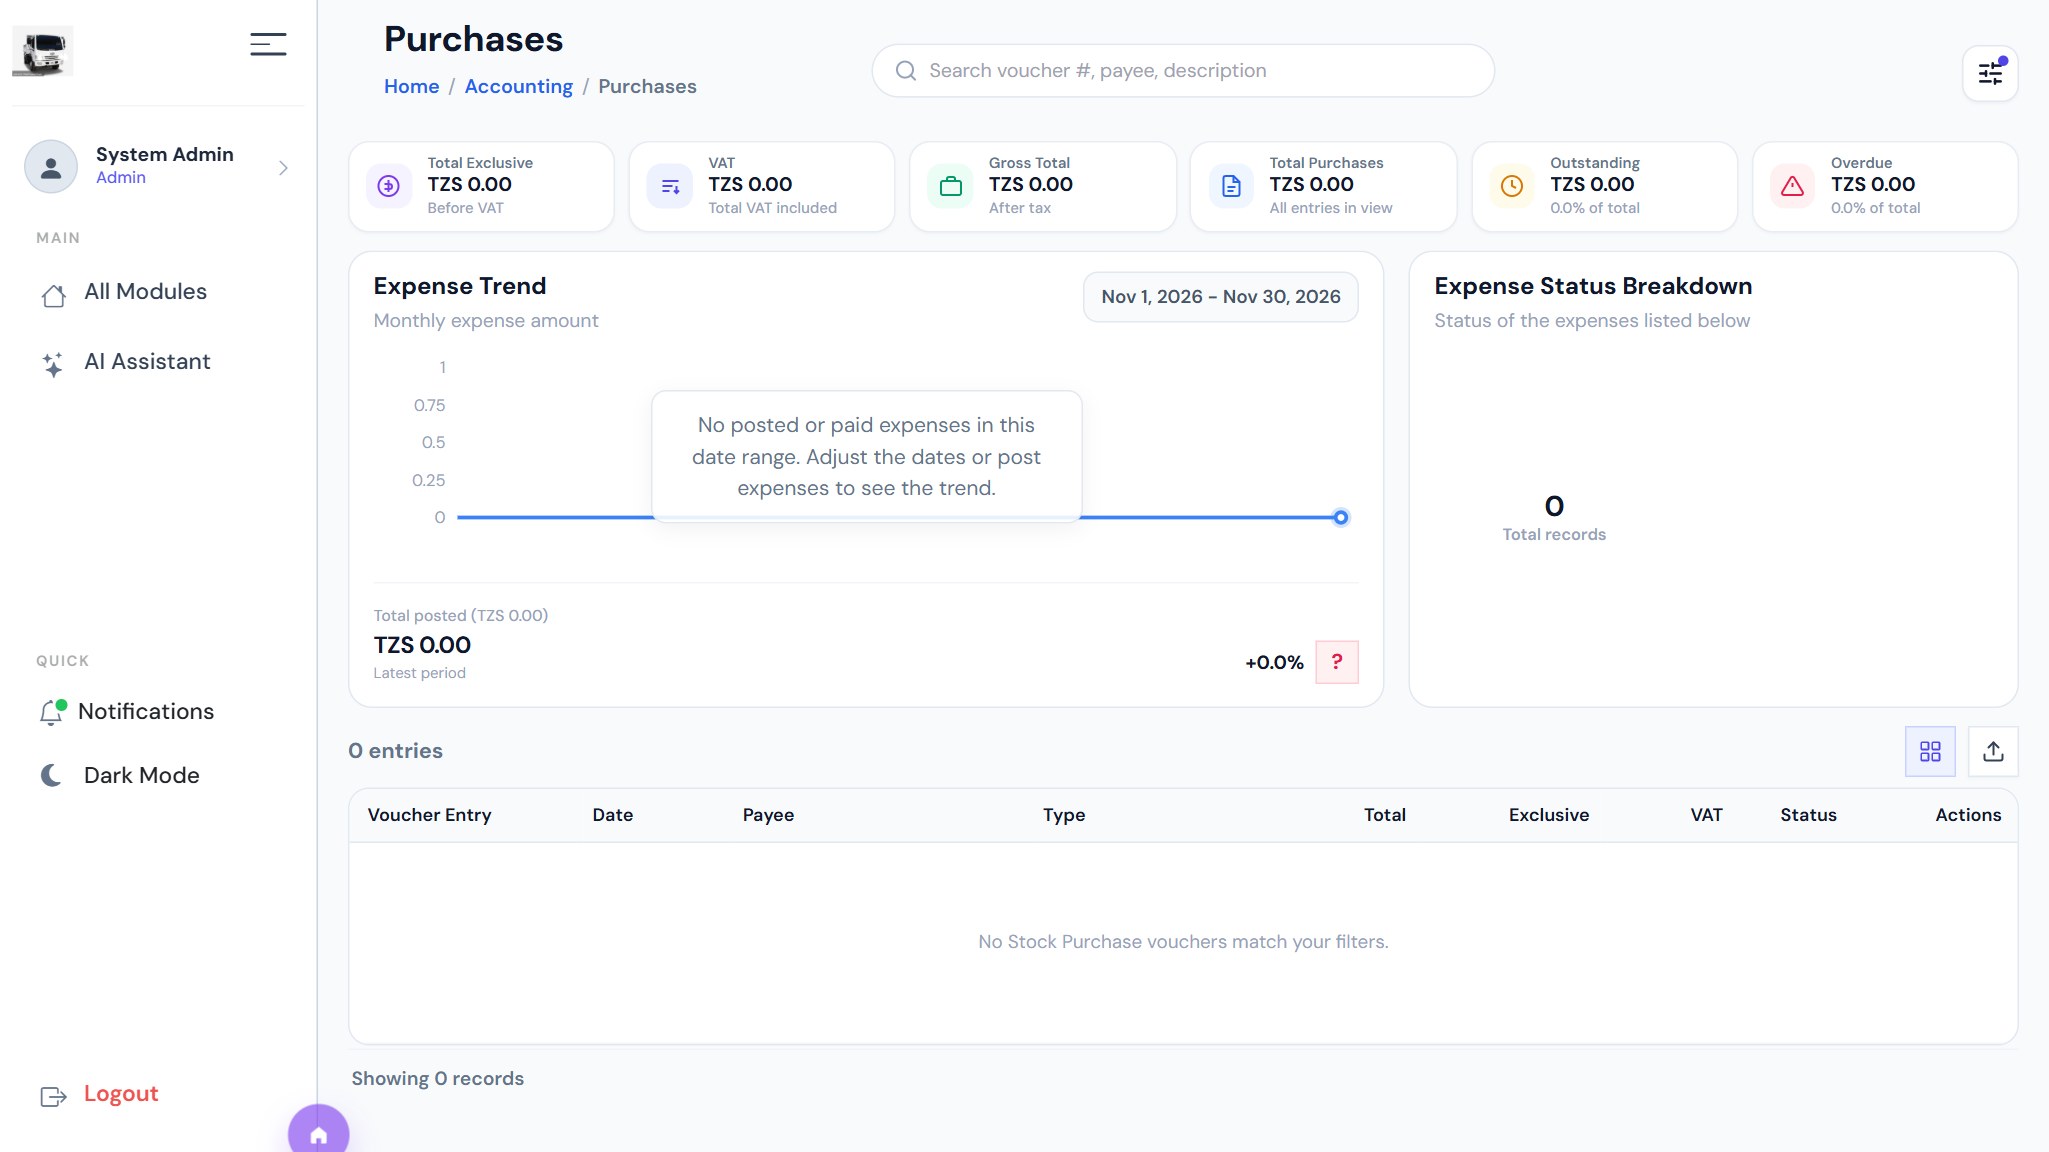 Purchases
Home / Accounting / Purchases
Search voucher #, payee, description
System Admin
Admin
MAIN
All Modules
AI Assistant
QUICK
Notifications
Dark Mode
Logout
Total Exclusive
TZS 0.00
Before VAT
VAT
TZS 0.00
Total VAT included
Gross Total
TZS 0.00
After tax
Total Purchases
TZS 0.00
All entries in view
Outstanding
TZS 0.00
0.0% of total
Overdue
TZS 0.00
0.0% of total
Expense Trend
Monthly expense amount
Nov 1, 2026 - Nov 30, 2026
1
0.75
0.5
0.25
0
No posted or paid expenses in this
date range. Adjust the dates or post
expenses to see the trend.
Total posted (TZS 0.00)
TZS 0.00
Latest period
+0.0% ?
Expense Status Breakdown
Status of the expenses listed below
0
Total records
0 entries
Voucher Entry Date Payee Type Total Exclusive VAT Status Actions
No Stock Purchase vouchers match your filters.
Showing 0 records